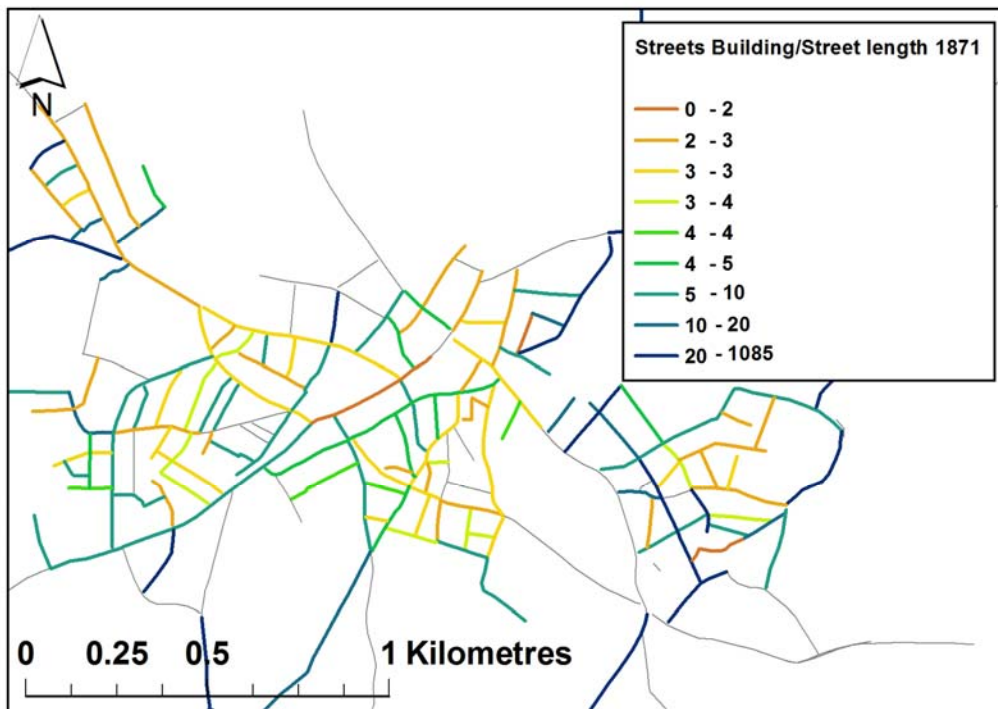 N
Streets Building/Street length 1871
0 - 2
2 - 3
3 - 3
3 - 4
4 - 4
4 - 5
5 - 10
10 - 20
20 - 1085
0 0.25 0.5 1 Kilometres